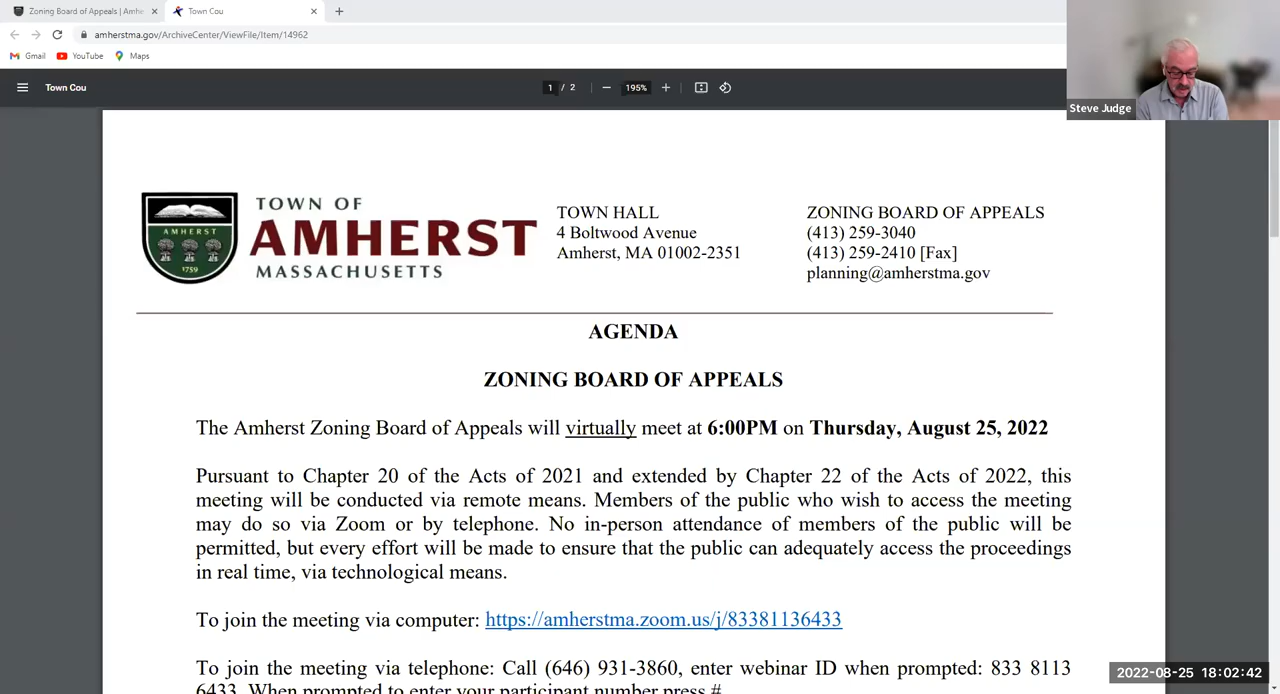 Zoning Board of Appeals | Amhe
Town Cou
amherstma.gov/ArchiveCenter/ViewFile/Item/14962
Gmail
YouTube
Maps
Town Cou
1 / 2
195%
Steve Judge
AMHERST
1759
TOWN OF
AMHERST
MASSACHUSETTS
TOWN HALL
4 Boltwood Avenue
Amherst, MA 01002-2351
ZONING BOARD OF APPEALS
(413) 259-3040
(413) 259-2410 [Fax]
planning@amherstma.gov
AGENDA
ZONING BOARD OF APPEALS
The Amherst Zoning Board of Appeals will virtually meet at 6:00PM on Thursday, August 25, 2022
Pursuant to Chapter 20 of the Acts of 2021 and extended by Chapter 22 of the Acts of 2022, this
meeting will be conducted via remote means. Members of the public who wish to access the meeting
may do so via Zoom or by telephone. No in-person attendance of members of the public will be
permitted, but every effort will be made to ensure that the public can adequately access the proceedings
in real time, via technological means.
To join the meeting via computer: https://amherstma.zoom.us/j/83381136433
To join the meeting via telephone: Call (646) 931-3860, enter webinar ID when prompted: 833 8113
6433. When prompted to enter your participant number press #
2022-08-25 18:02:42